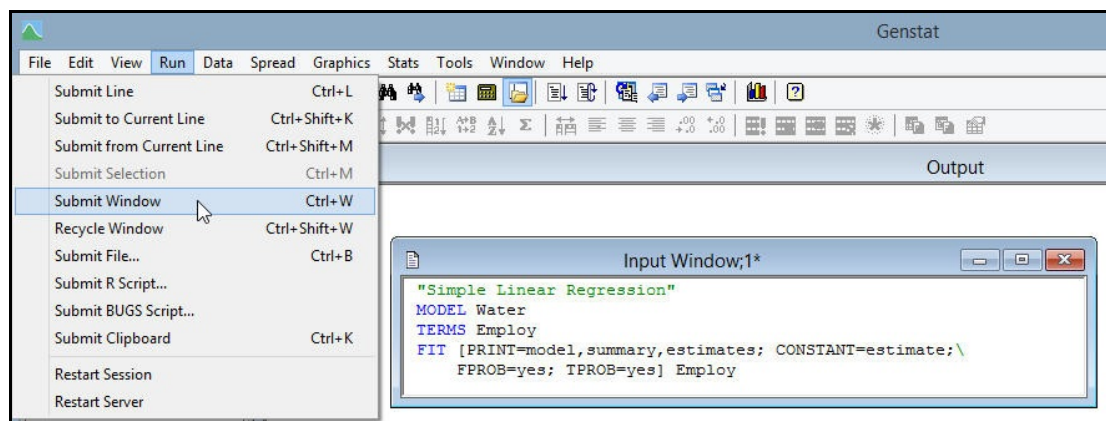 Genstat
File Edit View Run Data Spread Graphics Stats Tools Window Help
Submit Line Ctrl+L
Submit to Current Line Ctrl+Shift+K
Submit from Current Line Ctrl+Shift+M
Submit Selection Ctrl+M
Submit Window Ctrl+W
Recycle Window Ctrl+Shift+W
Submit File... Ctrl+B
Submit R Script...
Submit BUGS Script...
Submit Clipboard Ctrl+K
Restart Session
Restart Server
Output
Input Window;1*
"Simple Linear Regression"
MODEL Water
TERMS Employ
FIT [PRINT=model,summary,estimates; CONSTANT=estimate;\
FPROB=yes; TPROB=yes] Employ